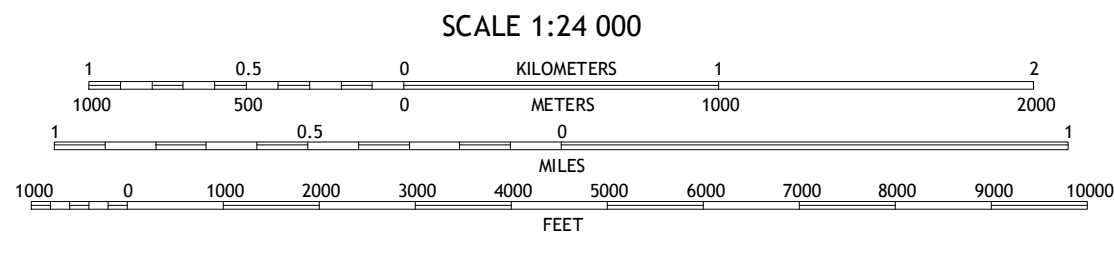 SCALE 1:24 000
1 0.5 0 KILOMETERS 1 2
1000 500 0 METERS 1000 2000
1 0.5 0 1
MILES
1000 0 1000 2000 3000 4000 5000 6000 7000 8000 9000 10000
FEET